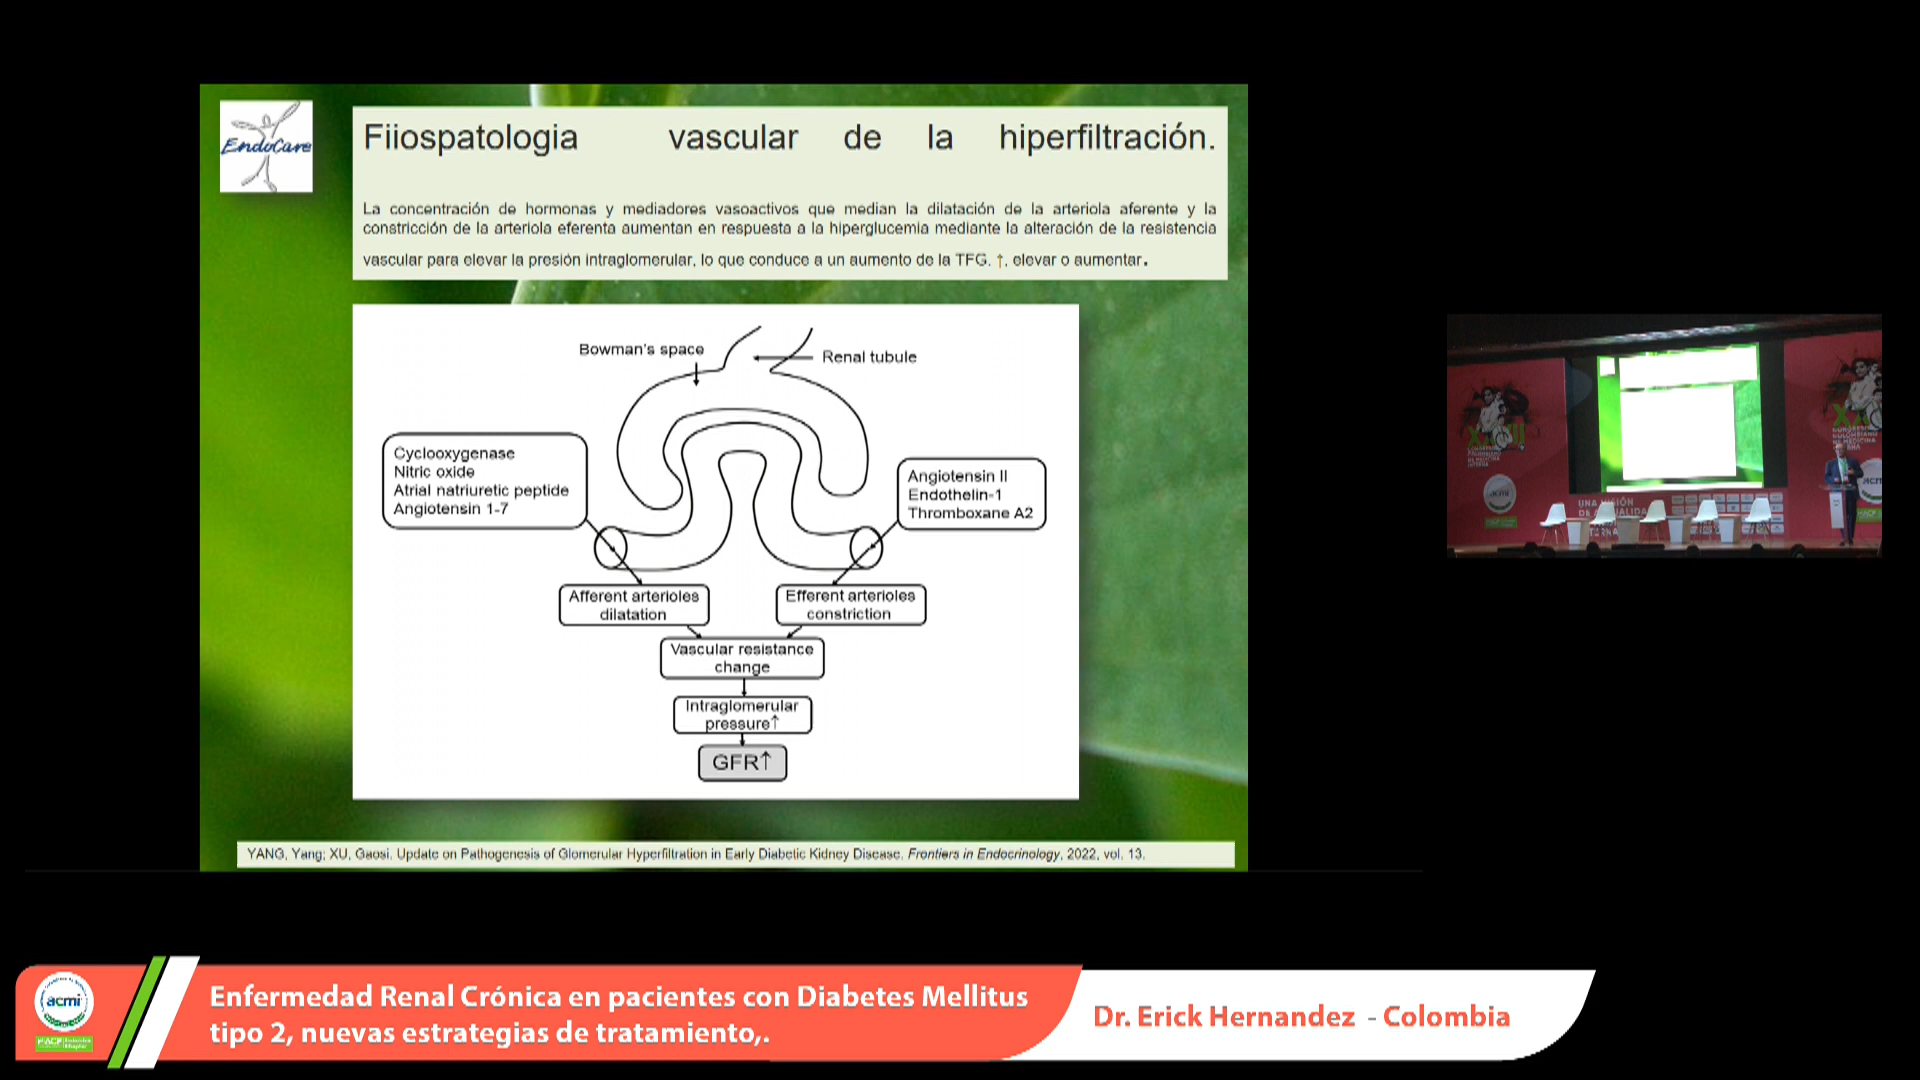 EndoCare
Fiiospatologia vascular de la hiperfiltración.
La concentración de hormonas y mediadores vasoactivos que median la dilatación de la arteriola aferente y la
constricción de la arteriola eferenta aumentan en respuesta a la hiperglucemia mediante la alteración de la resistencia
vascular para elevar la presión intraglomerular, lo que conduce a un aumento de la TFG. ↑, elevar o aumentar.
Bowman's space
Renal tubule
Cyclooxygenase
Nitric oxide
Atrial natriuretic peptide
Angiotensin 1-7
Angiotensin II
Endothelin-1
Thromboxane A2
Afferent arterioles
dilatation
Efferent arterioles
constriction
Vascular resistance
change
Intraglomerular
pressure↑
GFR↑
YANG, Yang; XU, Gaosi. Update on Pathogenesis of Glomerular Hyperfiltration in Early Diabetic Kidney Disease. Frontiers in Endocrinology, 2022, vol. 13.
acmi
UNA VISIÓN
acmi
Enfermedad Renal Crónica en pacientes con Diabetes Mellitus
tipo 2, nuevas estrategias de tratamiento,.
Dr. Erick Hernandez - Colombia